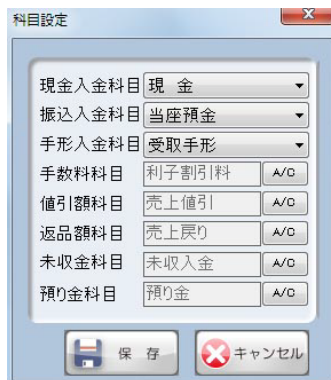 科目設定
現金入金科目 現 金
振込入金科目 当座預金
手形入金科目 受取手形
手数料科目 利子割引料 A/C
値引額科目 売上値引 A/C
返品額科目 売上戻り A/C
未収金科目 未収入金 A/C
預り金科目 預り金 A/C
保 存 キャンセル